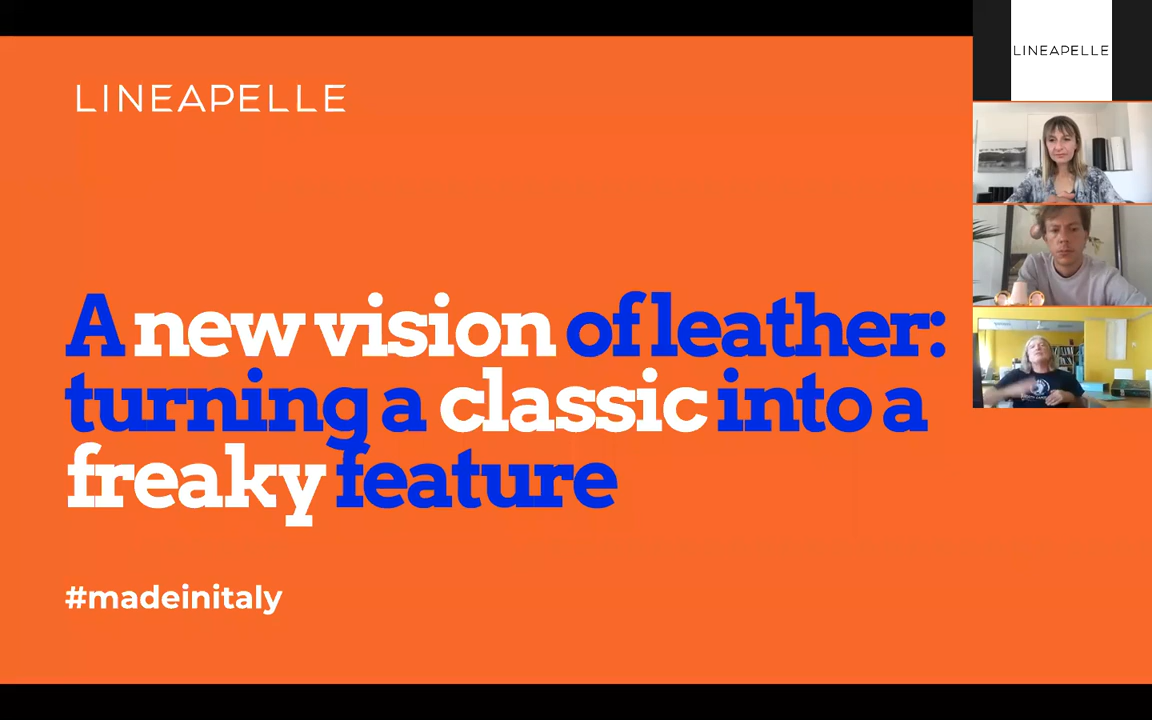 LINEAPELLE
A new vision of leather:
turning a classic into a
freaky feature
#madeinitaly
LINEAPELLE